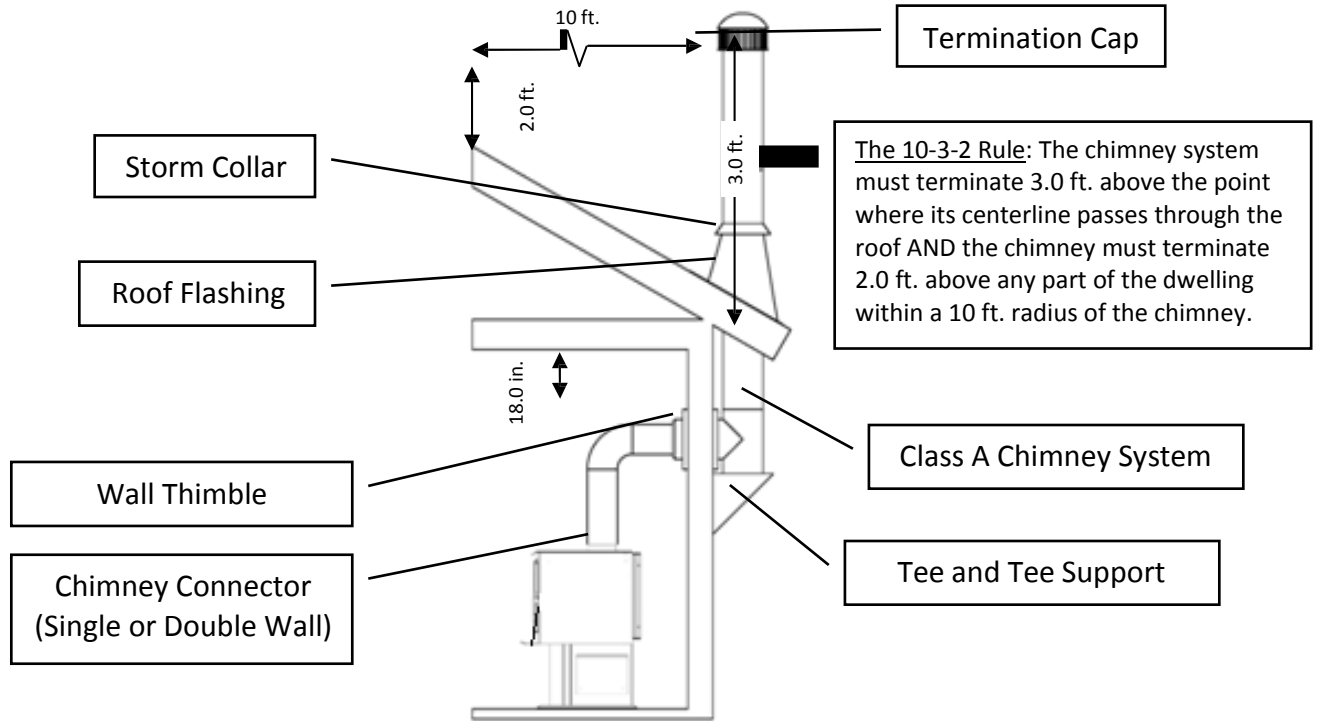 10 ft.
Termination Cap
2.0 ft.
Storm Collar
3.0 ft.
The 10-3-2 Rule: The chimney system
must terminate 3.0 ft. above the point
where its centerline passes through the
roof AND the chimney must terminate
2.0 ft. above any part of the dwelling
within a 10 ft. radius of the chimney.
Roof Flashing
18.0 in.
Class A Chimney System
Wall Thimble
Chimney Connector
(Single or Double Wall)
Tee and Tee Support